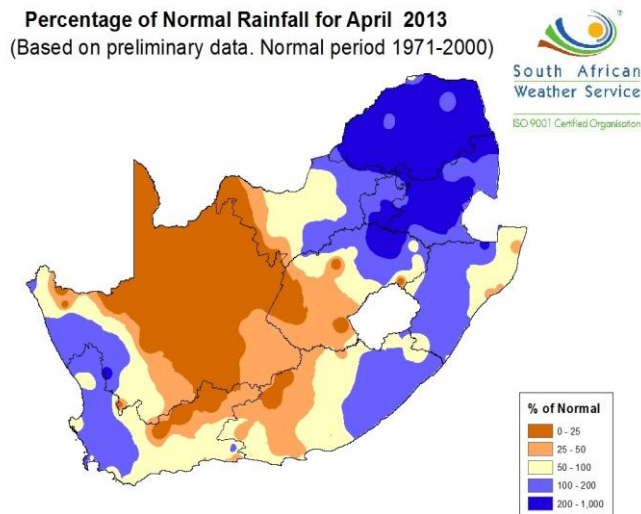 Percentage of Normal Rainfall for April 2013
(Based on preliminary data. Normal period 1971-2000)
South African
Weather Service
ISO 9001 Certified Organisation
% of Normal
0 - 25
25 - 50
50 - 100
100 - 200
200 - 1,000